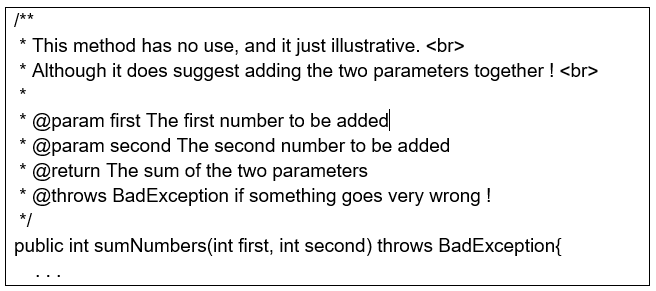 /**
* This method has no use, and it just illustrative. <br>
* Although it does suggest adding the two parameters together ! <br>
*
* @param first The first number to be added
* @param second The second number to be added
* @return The sum of the two parameters
* @throws BadException if something goes very wrong !
*/
public int sumNumbers(int first, int second) throws BadException{
. . .